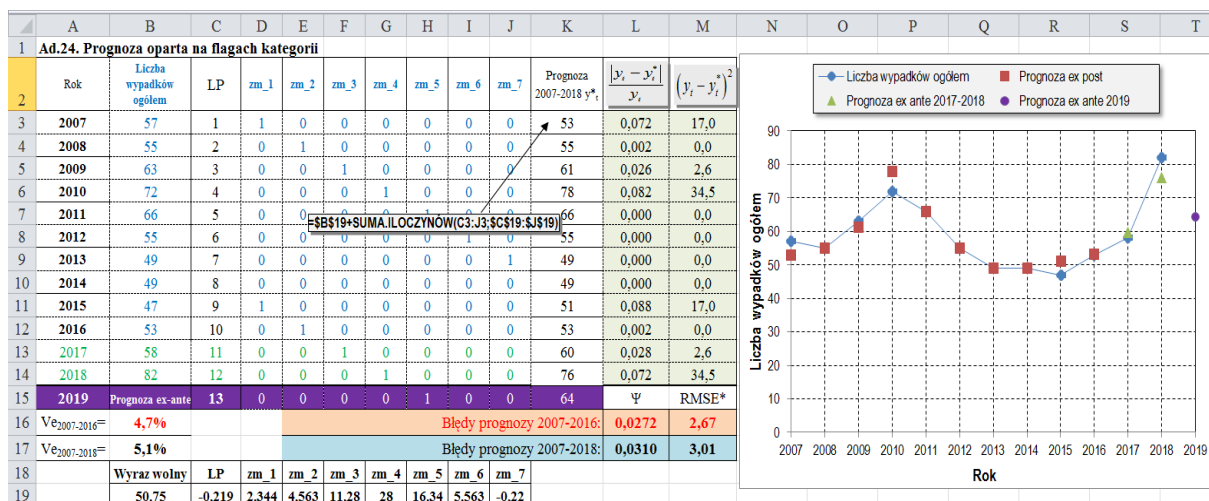 A B C D E F G H I J K L M N O P Q R S T
1 Ad.24. Prognoza oparta na flagach kategorii
2 Rok Liczba wypadków ogółem LP zm_1 zm_2 zm_3 zm_4 zm_5 zm_6 zm_7 Prognoza 2007-2018 y*t |yt − yt*| / yt (yt − yt*)²
3 2007 57 1 1 0 0 0 0 0 0 53 0,072 17,0
4 2008 55 2 0 1 0 0 0 0 0 55 0,002 0,0
5 2009 63 3 0 0 1 0 0 0 0 61 0,026 2,6
6 2010 72 4 0 0 0 1 0 0 0 78 0,082 34,5
7 2011 66 5 0 0 0 0 1 0 0 66 0,000 0,0
=$B$19+SUMA.ILOCZYNÓW(C3:J3;$C$19:$J$19)
8 2012 55 6 0 0 0 0 0 1 0 55 0,000 0,0
9 2013 49 7 0 0 0 0 0 0 1 49 0,000 0,0
10 2014 49 8 0 0 0 0 0 0 0 49 0,000 0,0
11 2015 47 9 1 0 0 0 0 0 0 51 0,088 17,0
12 2016 53 10 0 1 0 0 0 0 0 53 0,002 0,0
13 2017 58 11 0 0 1 0 0 0 0 60 0,028 2,6
14 2018 82 12 0 0 0 1 0 0 0 76 0,072 34,5
15 2019 Prognoza ex-ante 13 0 0 0 0 1 0 0 64 Ψ RMSE*
16 Ve2007-2016= 4,7% Błędy prognozy 2007-2016: 0,0272 2,67
17 Ve2007-2018= 5,1% Błędy prognozy 2007-2018: 0,0310 3,01
18 Wyraz wolny LP zm_1 zm_2 zm_3 zm_4 zm_5 zm_6 zm_7
19 50,75 -0,219 2,344 4,563 11,28 28 16,34 5,563 -0,22
Liczba wypadków ogółem Prognoza ex post
Prognoza ex ante 2017-2018 Prognoza ex ante 2019
Liczba wypadków ogółem
90
80
70
60
50
40
30
20
10
0
2007 2008 2009 2010 2011 2012 2013 2014 2015 2016 2017 2018 2019
Rok